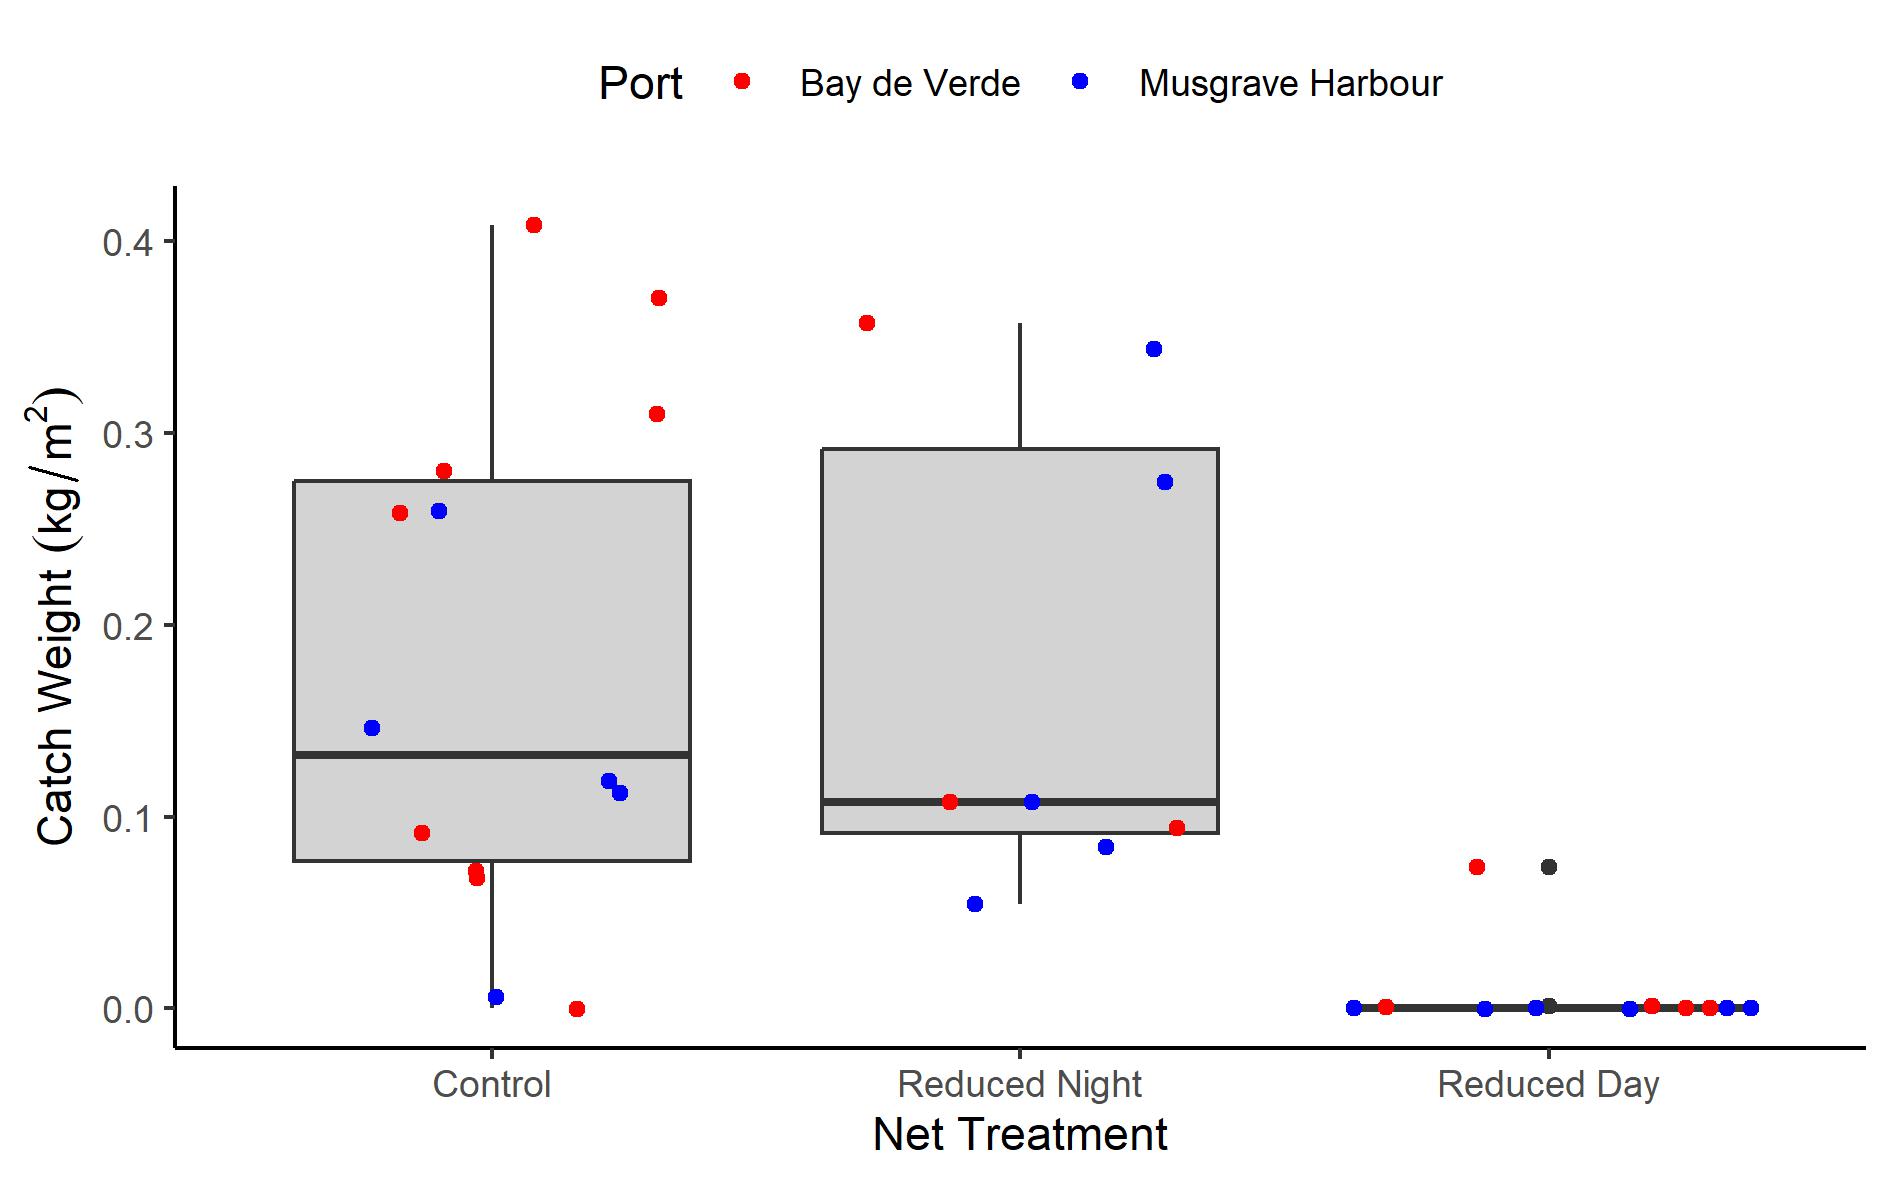 Port Bay de Verde Musgrave Harbour
Catch Weight (kg/m²)
0.4
0.3
0.2
0.1
0.0
Control Reduced Night Reduced Day
Net Treatment